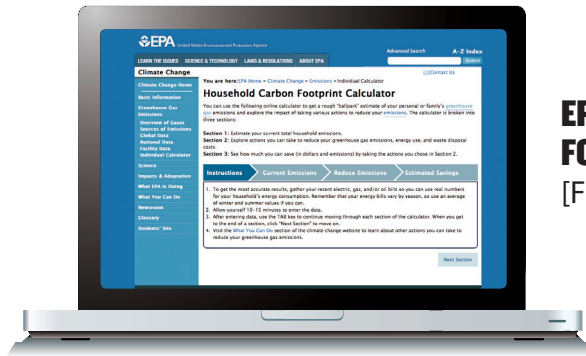 EPA United States Environmental Protection Agency
Advanced Search A-Z Index
LEARN THE ISSUES SCIENCE & TECHNOLOGY LAWS & REGULATIONS ABOUT EPA
SEARCH
Climate Change
Contact Us
You are here: EPA Home » Climate Change » Emissions » Individual Calculator
Climate Change Home
Basic Information
Greenhouse Gas
Emissions
Overview of Gases
Sources of Emissions
Global Data
National Data
Facility Data
Individual Calculator
Science
Impacts & Adaptation
What EPA is Doing
What You Can Do
Newsroom
Glossary
Students' Site
Household Carbon Footprint Calculator
You can use the following online calculator to get a rough "ballpark" estimate of your personal or family's greenhouse
gas emissions and explore the impact of taking various actions to reduce your emissions. The calculator is broken into
three sections:
Section 1: Estimate your current total household emissions.
Section 2: Explore actions you can take to reduce your greenhouse gas emissions, energy use, and waste disposal
costs.
Section 3: See how much you can save (in dollars and emissions) by taking the actions you chose in Section 2.
Instructions Current Emissions Reduce Emissions Estimated Savings
1. To get the most accurate results, gather your recent electric, gas, and/or oil bills so you can use real numbers
for your household's energy consumption. Remember that your energy bills vary by season, so use an average
of winter and summer values if you can.
2. Allow yourself 10-15 minutes to enter the data.
3. After entering data, use the TAB key to continue moving through each section of the calculator. When you get
to the end of a section, click "Next Section" to move on.
4. Visit the What You Can Do section of the climate change website to learn about other actions you can take to
reduce your greenhouse gas emissions.
Next Section
EP
FO
[F